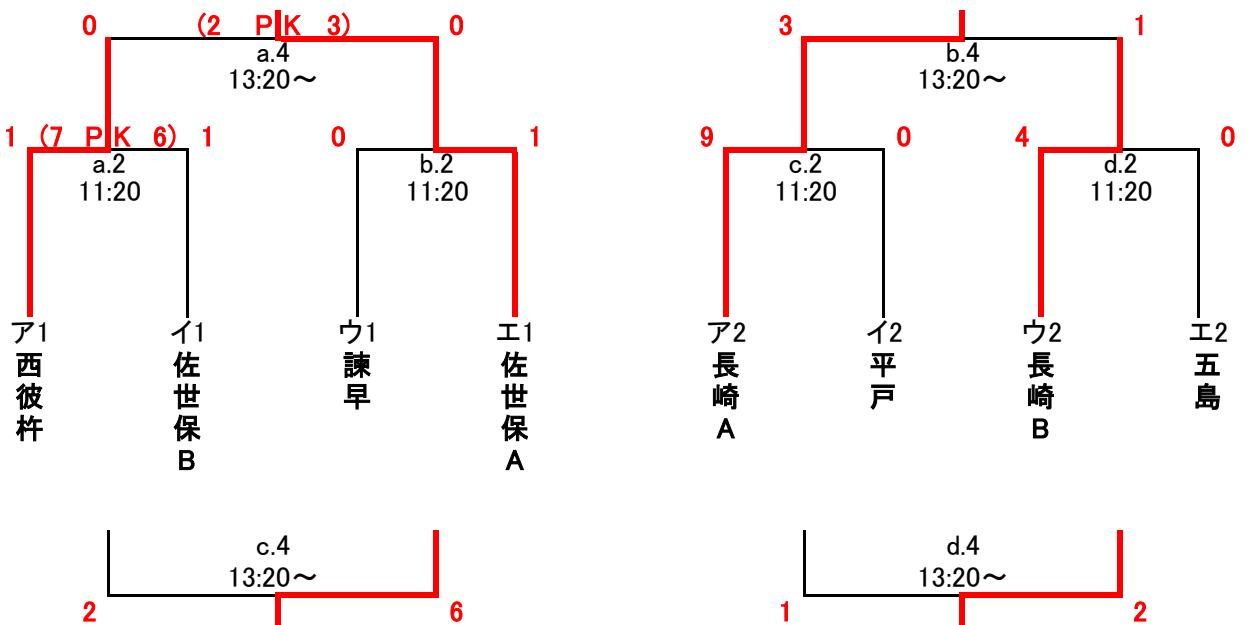 0 (2 PK 3) 0
a.4
13:20～
3 1
b.4
13:20～
1 (7 PK 6) 1
a.2
11:20
0 1
b.2
11:20
9 0
c.2
11:20
4 0
d.2
11:20
ア1
西彼杵
イ1
佐世保B
ウ1
諫早
エ1
佐世保A
ア2
長崎A
イ2
平戸
ウ2
長崎B
エ2
五島
c.4
13:20～
2 6
d.4
13:20～
1 2